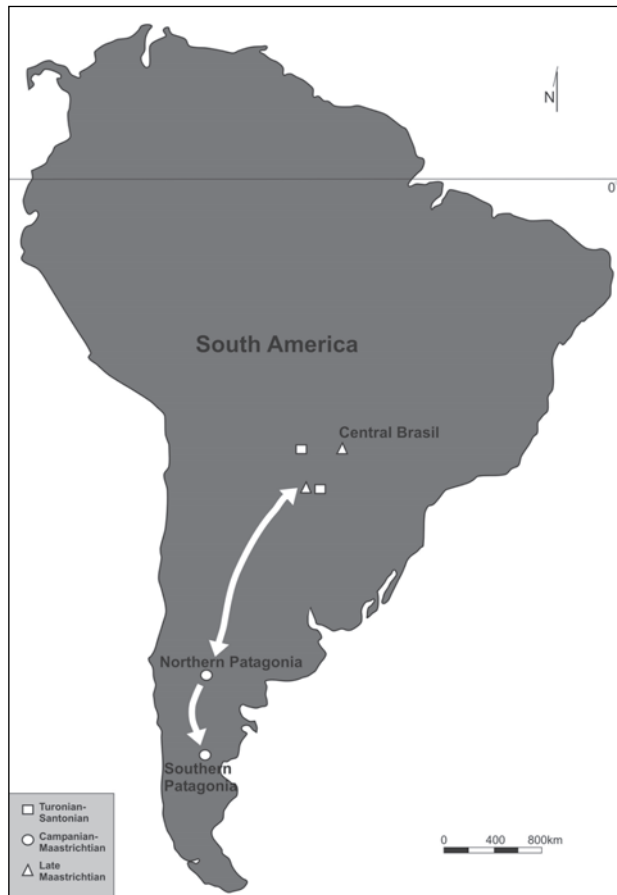 N
0°
South America
Central Brasil
Northern Patagonia
Southern
Patagonia
Turonian-
Santonian
Campanian-
Maastrichtian
Late
Maastrichtian
0 400 800km